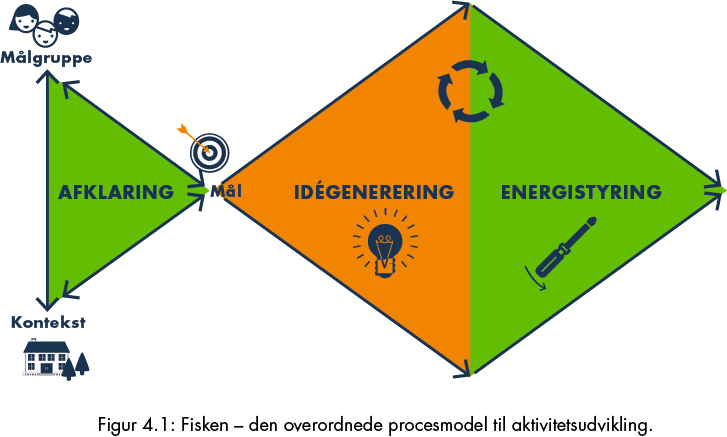 Målgruppe
AFKLARING
Mål
IDÉGENERERING
ENERGISTYRING
Kontekst
Figur 4.1: Fisken – den overordnede procesmodel til aktivitetsudvikling.